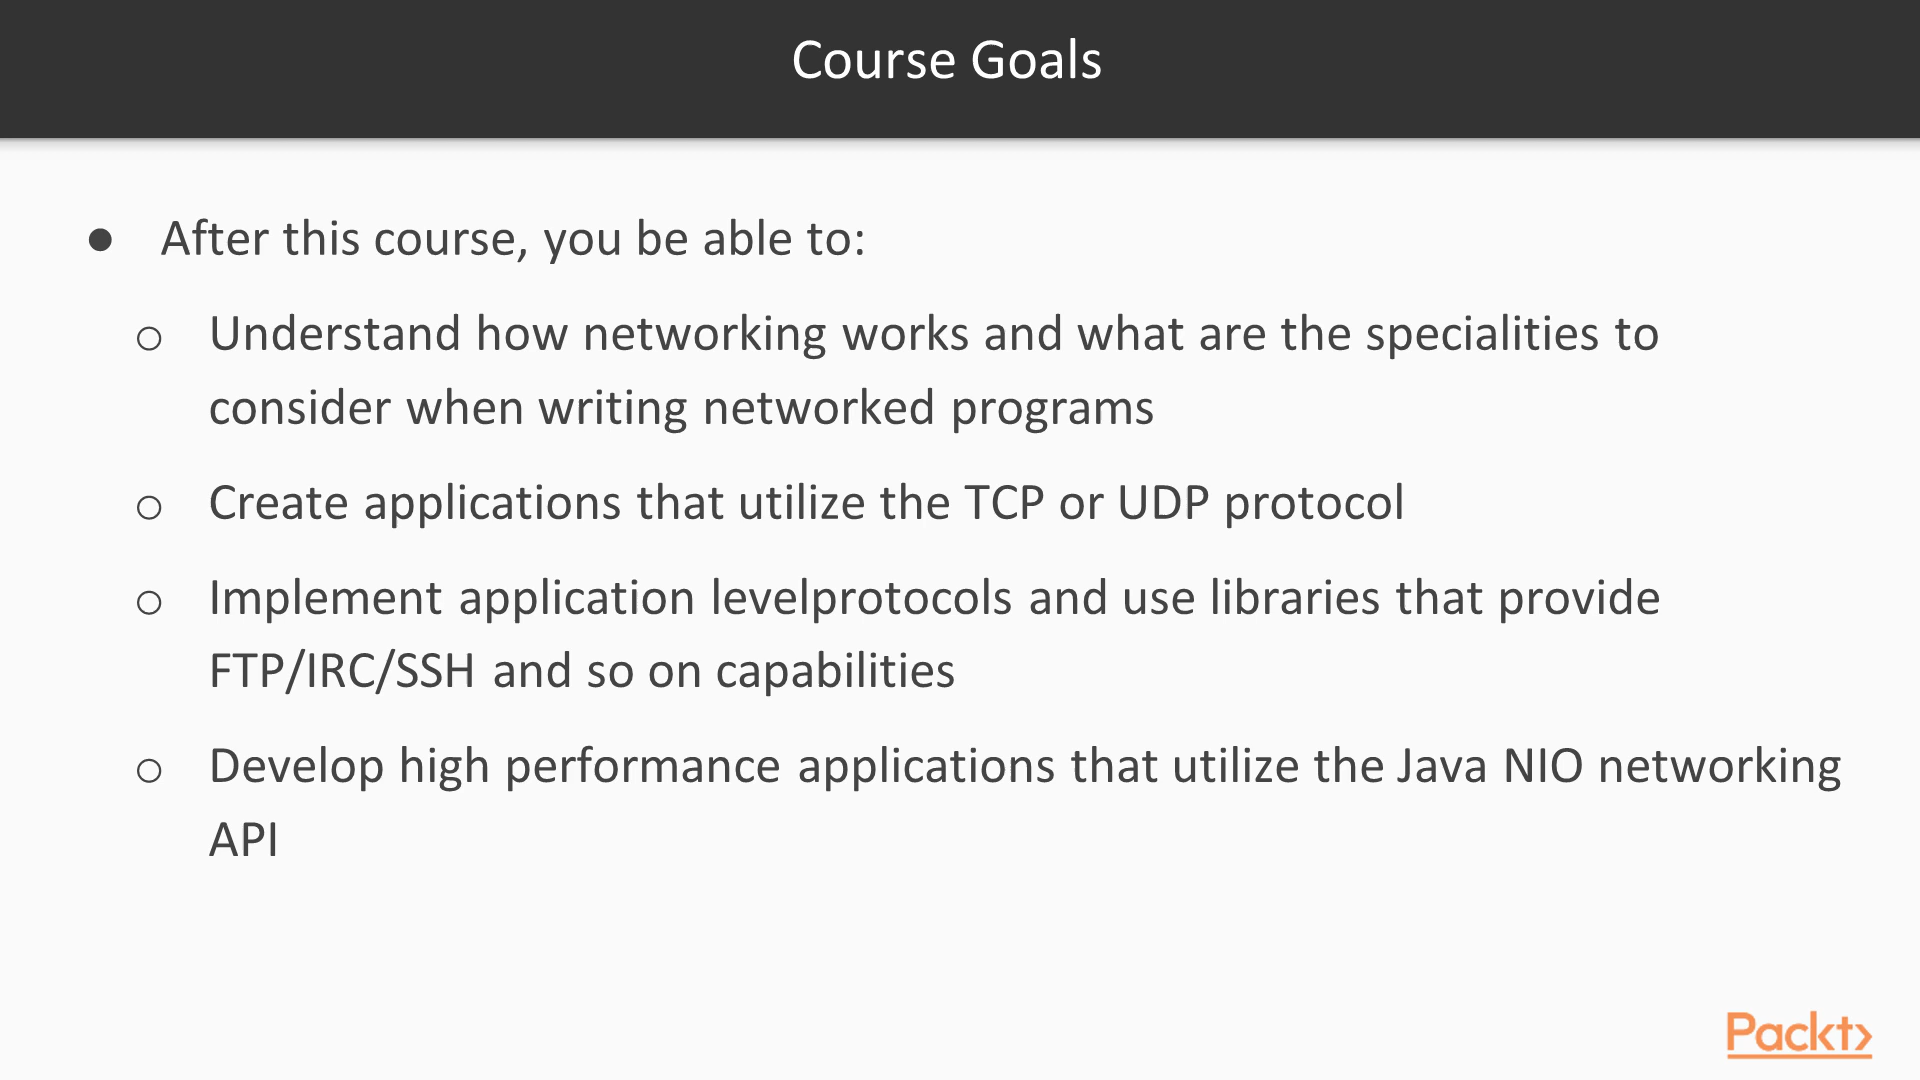 Course Goals
● After this course, you be able to:
○ Understand how networking works and what are the specialities to
consider when writing networked programs
○ Create applications that utilize the TCP or UDP protocol
○ Implement application levelprotocols and use libraries that provide
FTP/IRC/SSH and so on capabilities
○ Develop high performance applications that utilize the Java NIO networking
API
Packt>